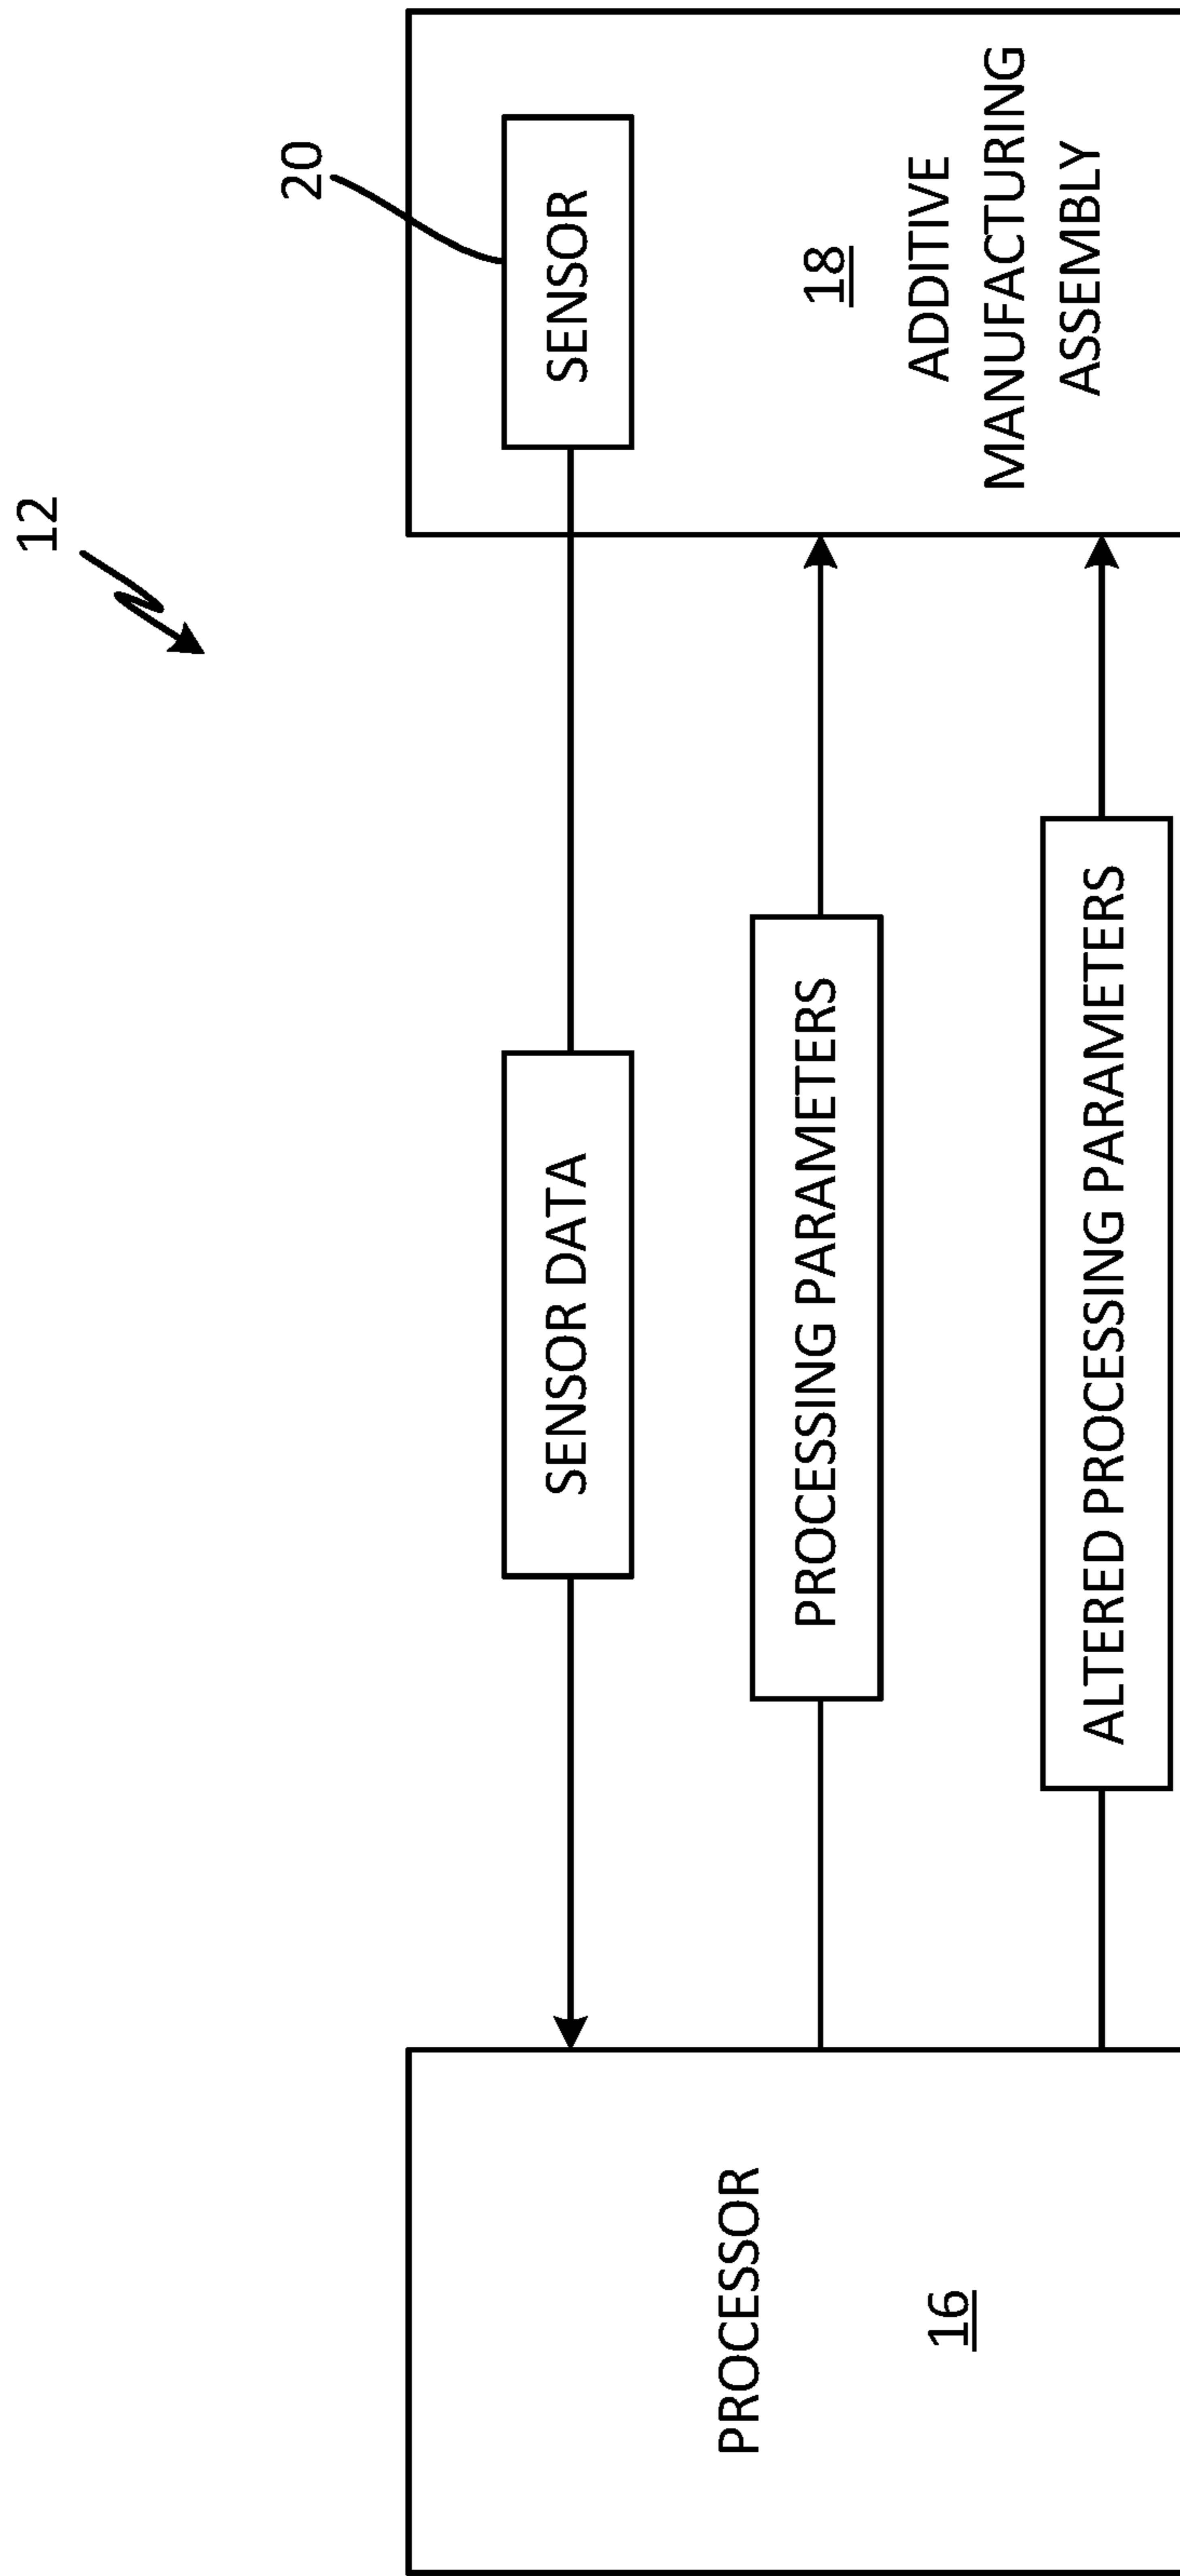 12
20
SENSOR
SENSOR DATA
PROCESSOR
PROCESSING PARAMETERS
18
ADDITIVE
MANUFACTURING
ASSEMBLY
16
ALTERED PROCESSING PARAMETERS